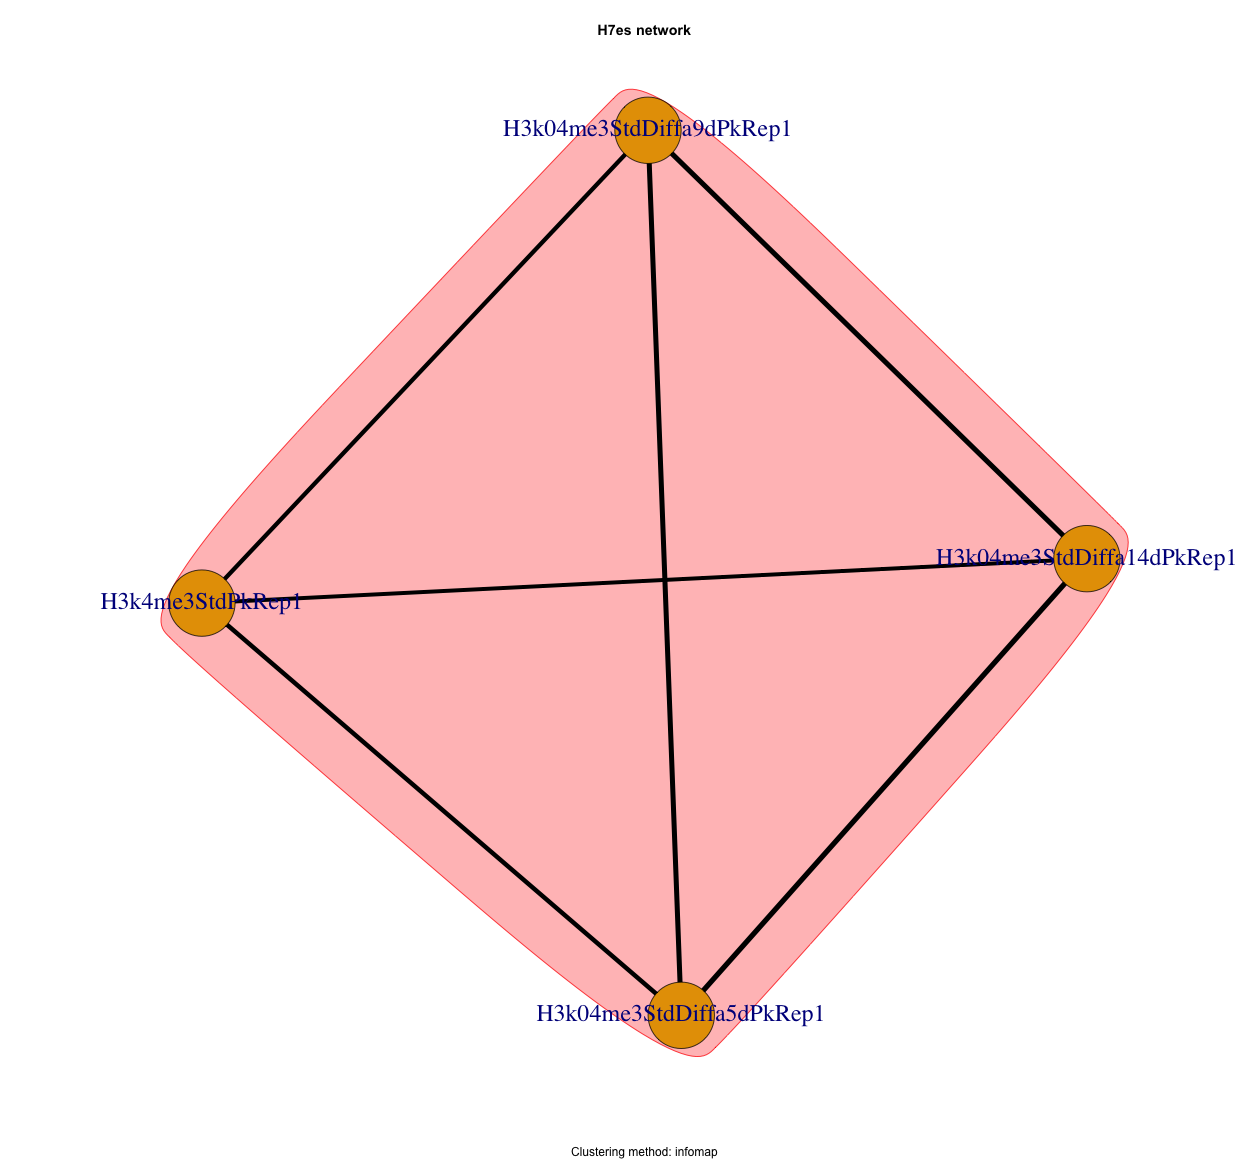 H7es network
H3k04me3StdDiffa9dPkRep1
H3k04me3StdDiffa14dPkRep1
H3k4me3StdPkRep1
H3k04me3StdDiffa5dPkRep1
Clustering method: infomap